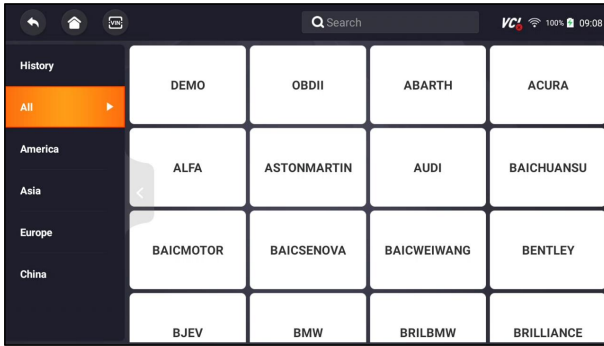 VIN
Search
VCI
100%
09:08
History
All
America
Asia
Europe
China
DEMO
OBDII
ABARTH
ACURA
ALFA
ASTONMARTIN
AUDI
BAICHUANSU
BAICMOTOR
BAICSENOVA
BAICWEIWANG
BENTLEY
BJEV
BMW
BRILBMW
BRILLIANCE